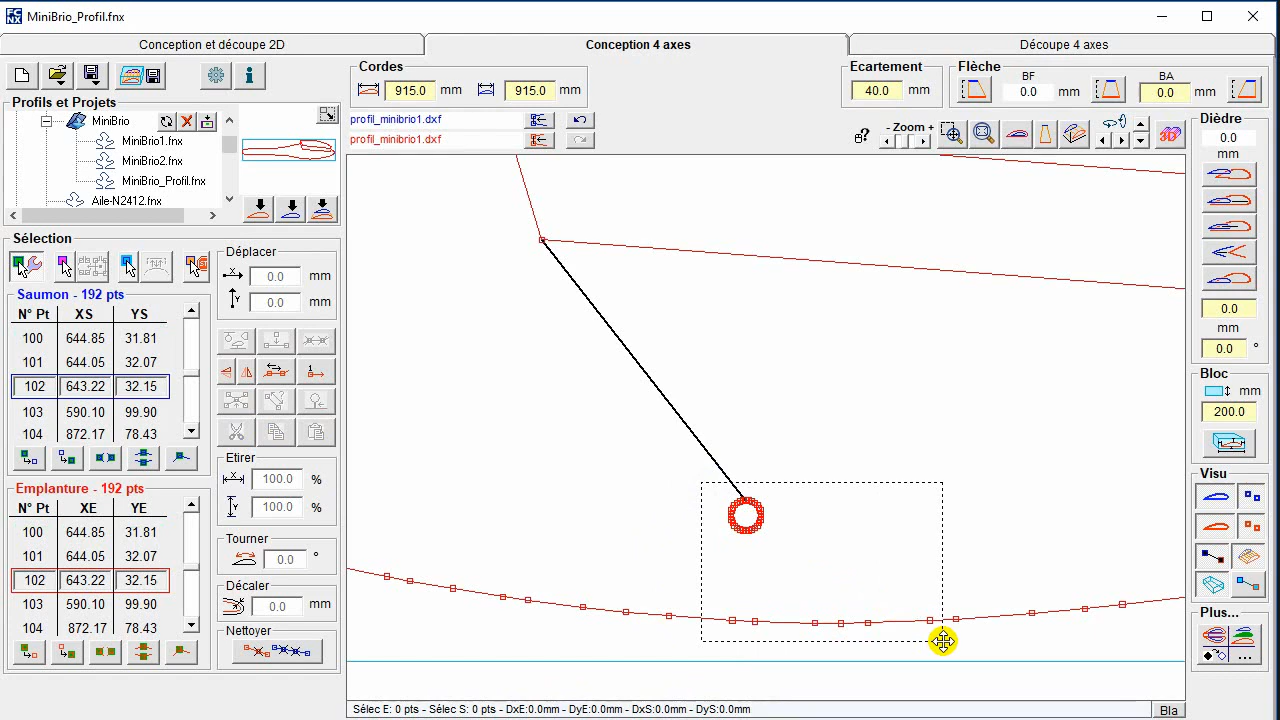 FC
NX
MiniBrio_Profil.fnx
Conception et découpe 2D
Conception 4 axes
Découpe 4 axes
Profils et Projets
MiniBrio
MiniBrio1.fnx
MiniBrio2.fnx
MiniBrio_Profil.fnx
Aile-N2412.fnx
Cordes
915.0 mm 915.0 mm
profil_minibrio1.dxf
profil_minibrio1.dxf
Ecartement
40.0 mm
Flèche
BF
0.0 mm
BA
0.0 mm
- Zoom +
3D
Sélection
Saumon - 192 pts
N° Pt XS YS
100 644.85 31.81
101 644.05 32.07
102 643.22 32.15
103 590.10 99.90
104 872.17 78.43
Emplanture - 192 pts
N° Pt XE YE
100 644.85 31.81
101 644.05 32.07
102 643.22 32.15
103 590.10 99.90
104 872.17 78.43
Déplacer
X 0.0 mm
Y 0.0 mm
1
Etirer
X 100.0 %
Y 100.0 %
Tourner
0.0 °
Décaler
0.0 mm
Nettoyer
Dièdre
0.0
mm
0.0
mm
0.0 °
Bloc
mm
200.0
Visu
Plus...
...
Sélec E: 0 pts - Sélec S: 0 pts - DxE:0.0mm - DyE:0.0mm - DxS:0.0mm - DyS:0.0mm
Bla